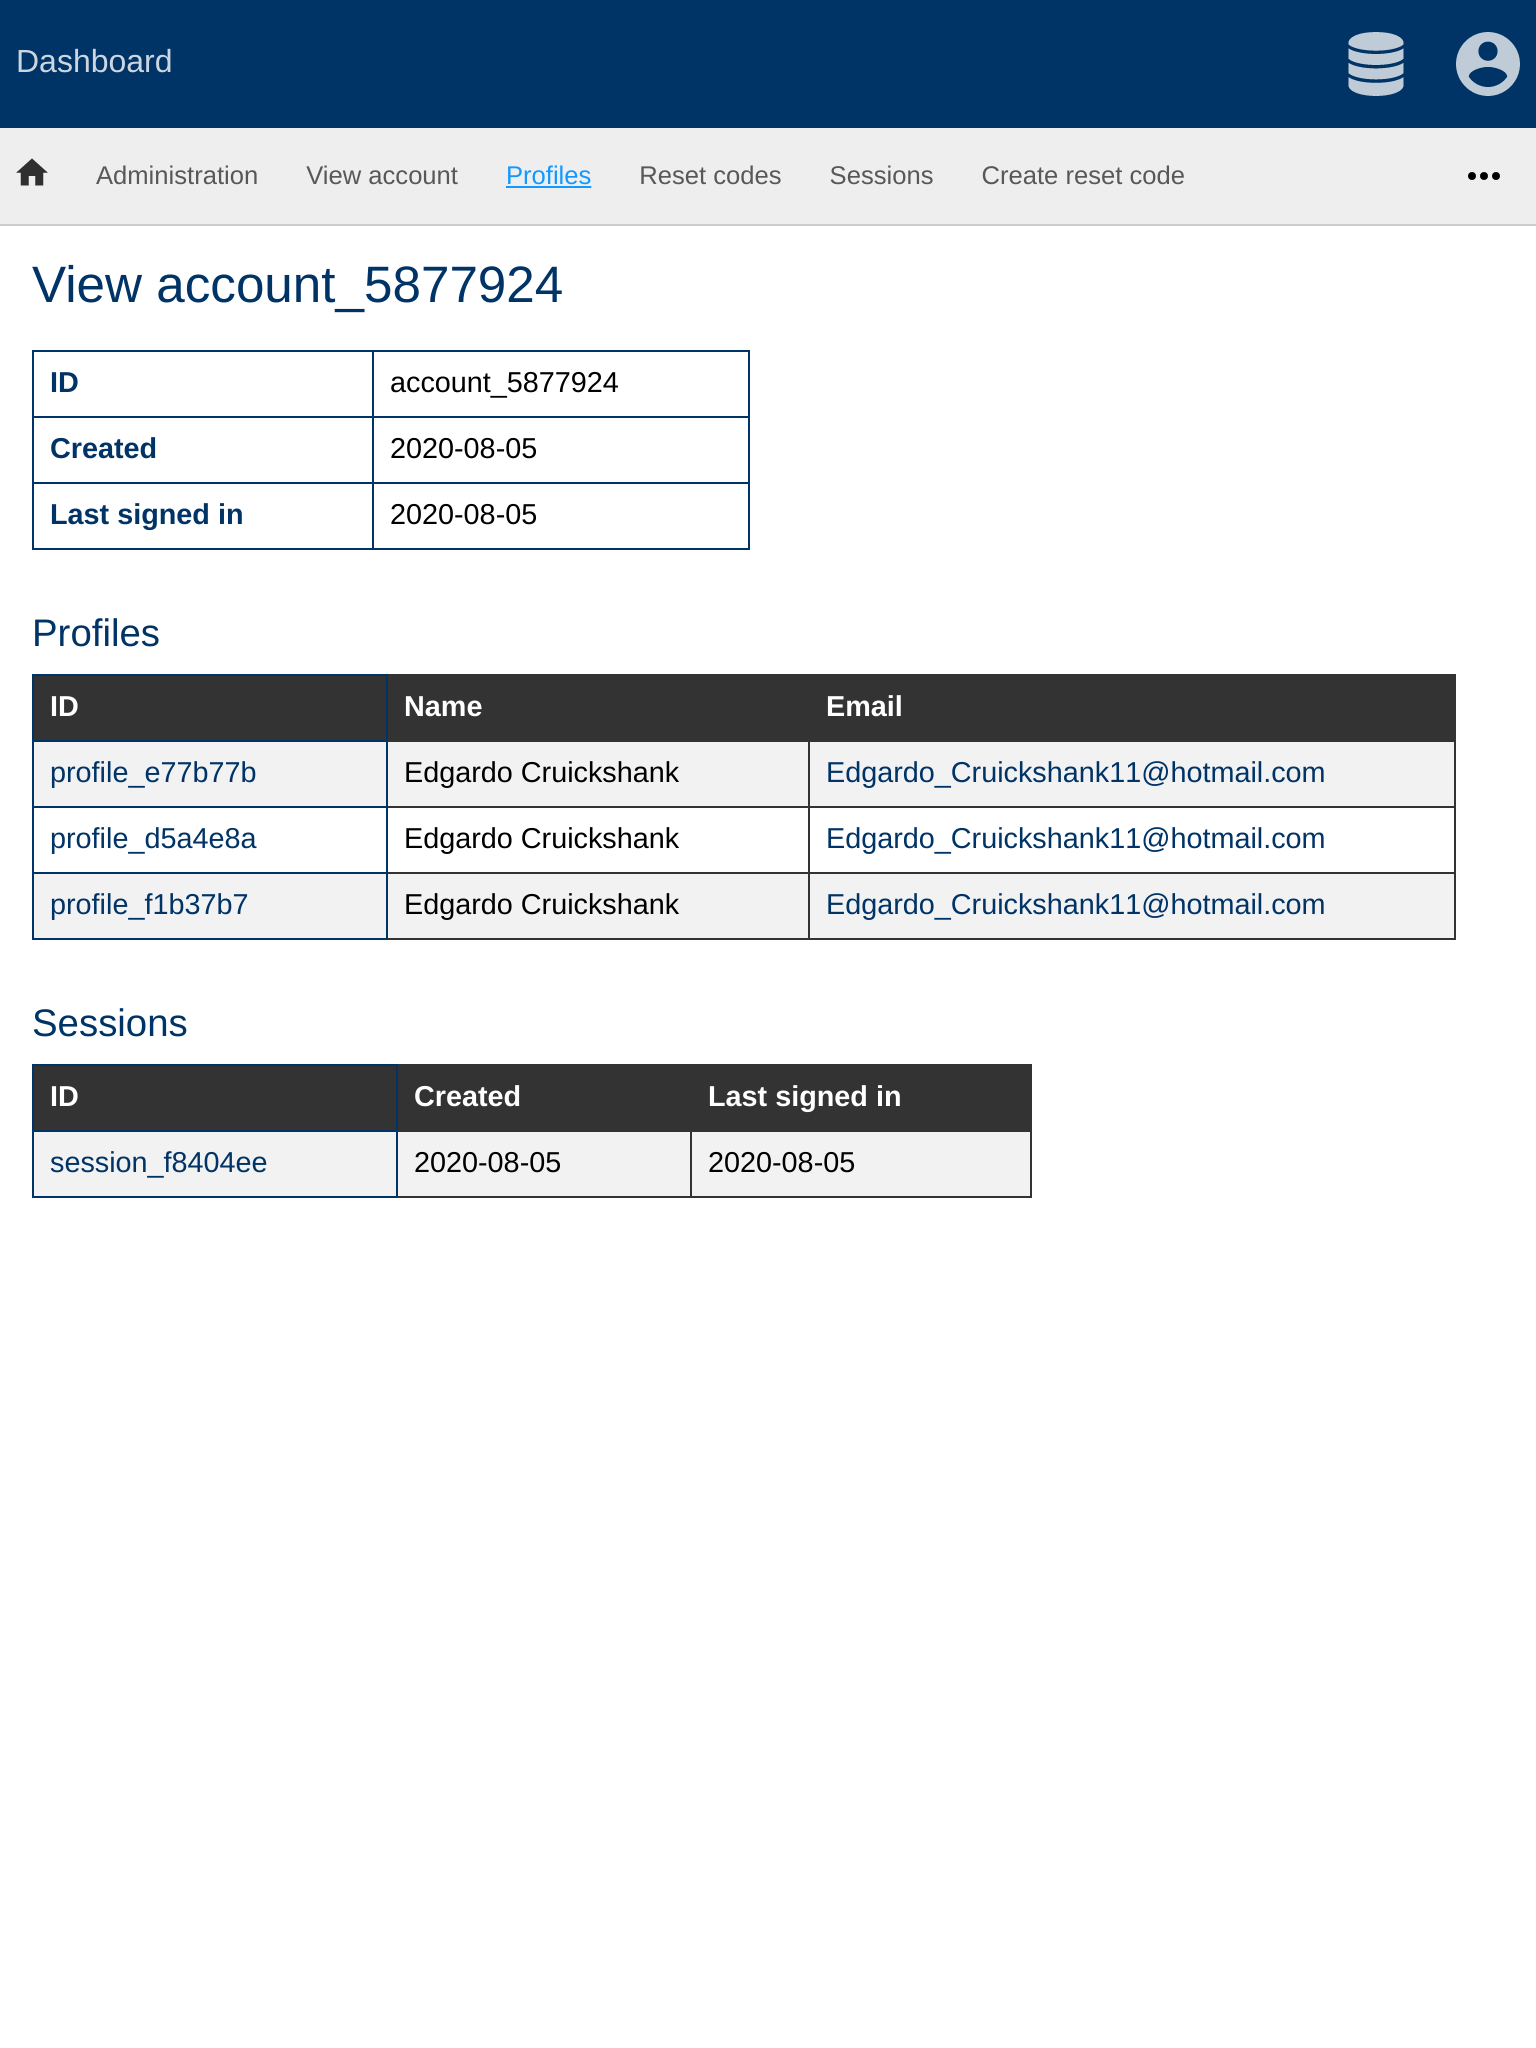 Dashboard
Administration View account Profiles Reset codes Sessions Create reset code
View account_5877924
ID account_5877924
Created 2020-08-05
Last signed in 2020-08-05
Profiles
ID Name Email
profile_e77b77b Edgardo Cruickshank Edgardo_Cruickshank11@hotmail.com
profile_d5a4e8a Edgardo Cruickshank Edgardo_Cruickshank11@hotmail.com
profile_f1b37b7 Edgardo Cruickshank Edgardo_Cruickshank11@hotmail.com
Sessions
ID Created Last signed in
session_f8404ee 2020-08-05 2020-08-05